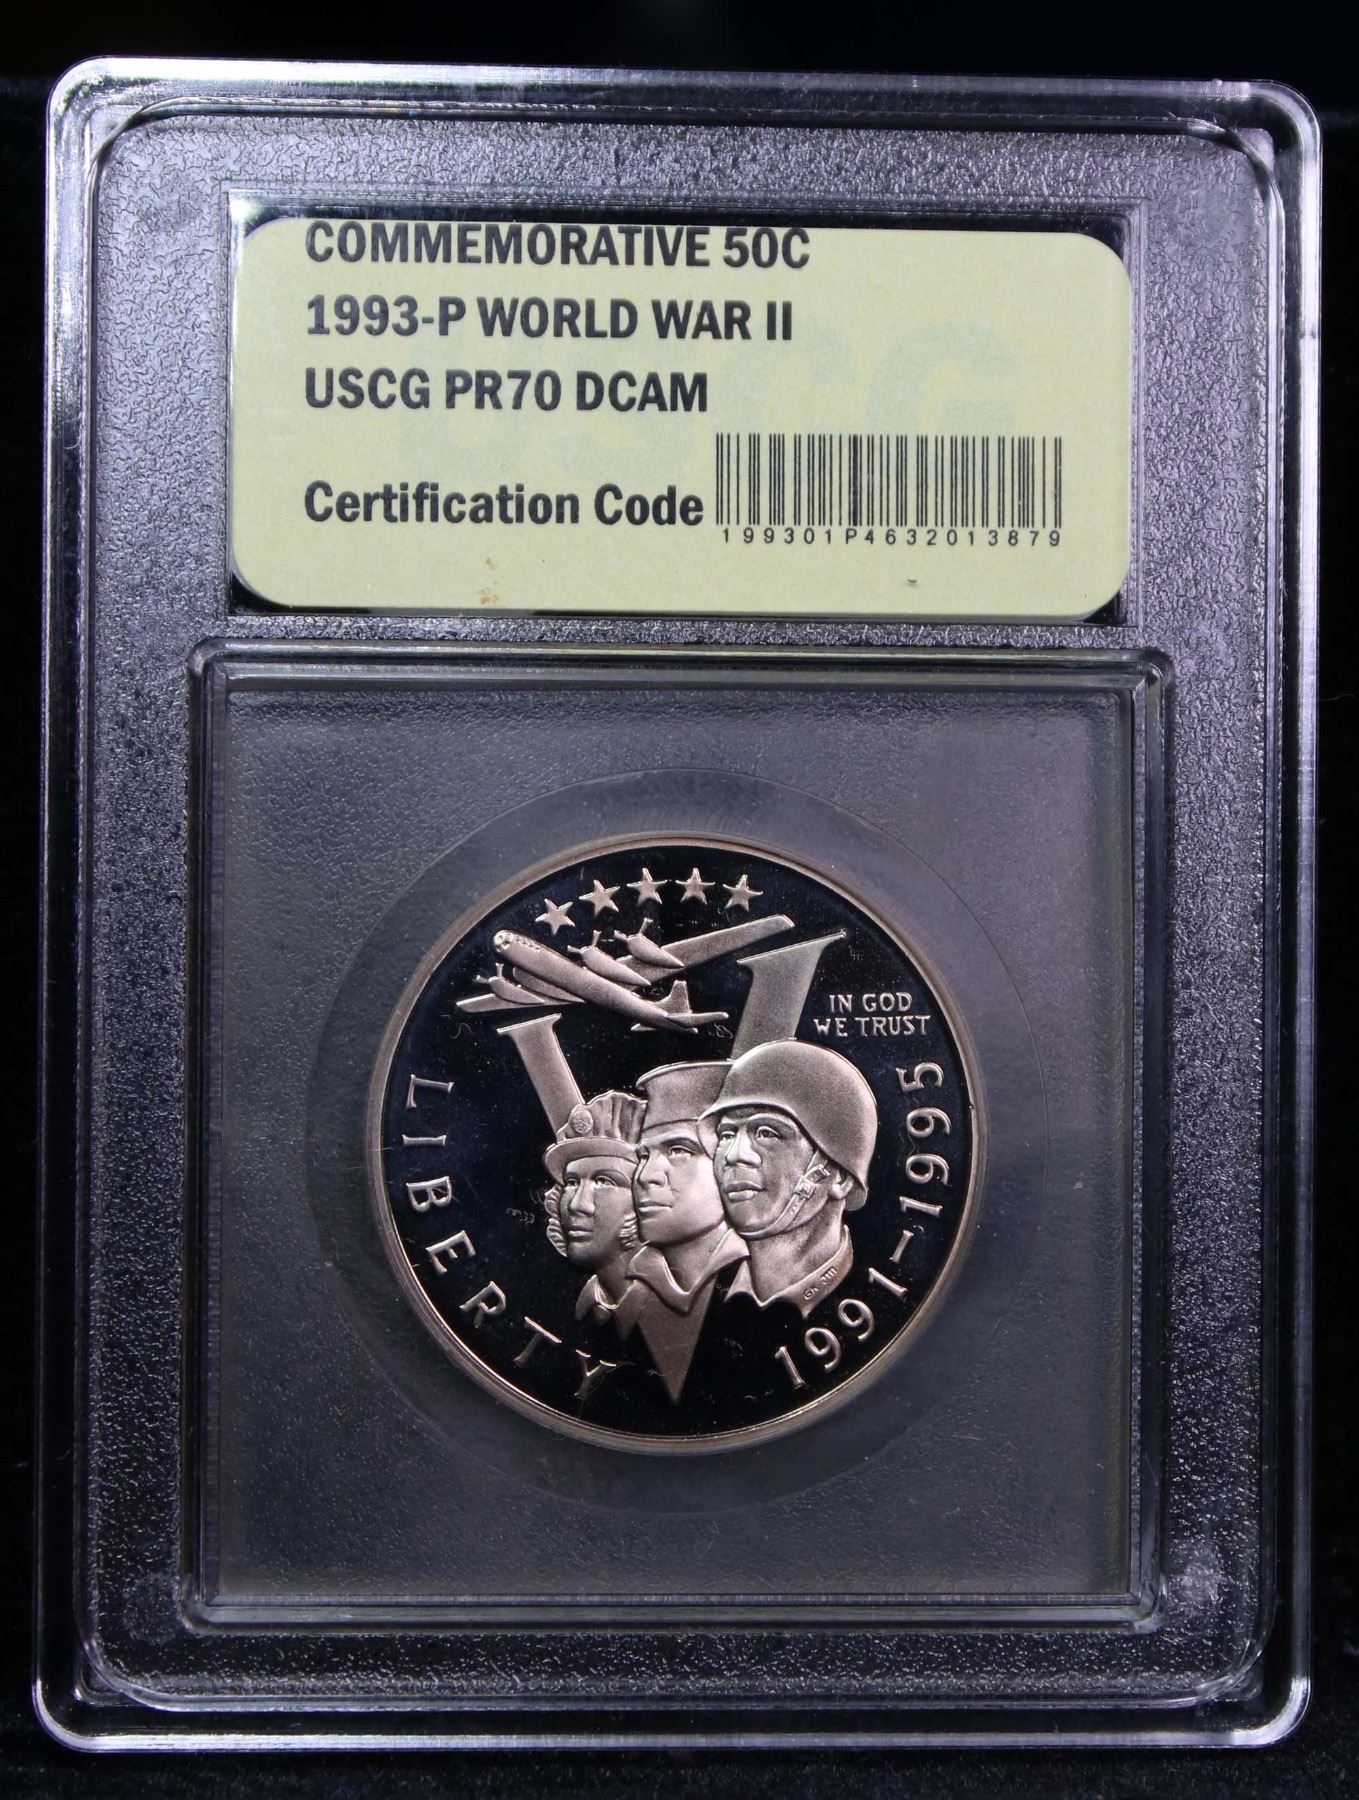 COMMEMORATIVE 50C
1993-P WORLD WAR II
USCG PR70 DCAM
Certification Code
199301P4632013879
IN GOD
WE TRUST
LIBERTY
1991-1995